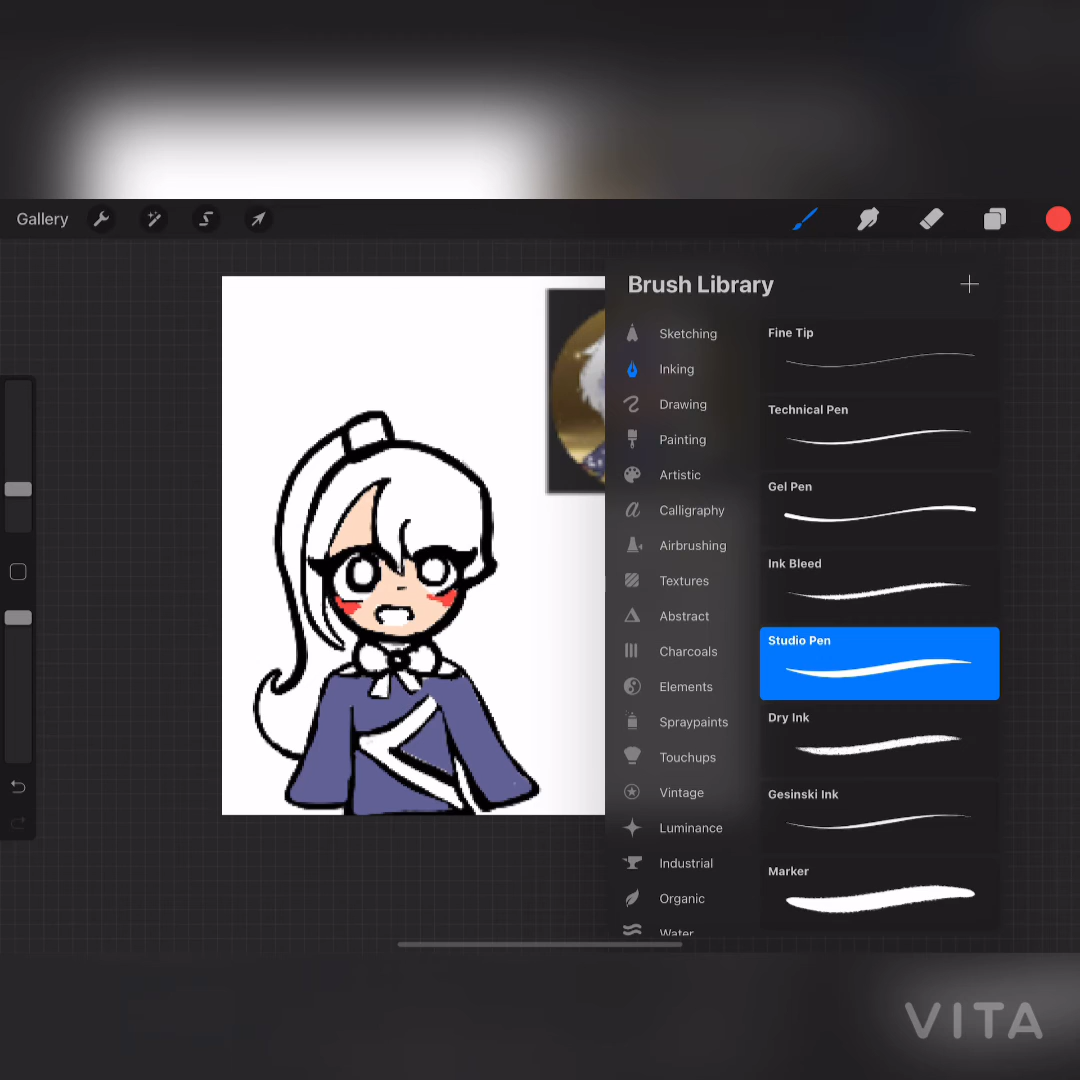 Gallery
Brush Library
Sketching
Inking
Drawing
Painting
Artistic
Calligraphy
Airbrushing
Textures
Abstract
Charcoals
Elements
Spraypaints
Touchups
Vintage
Luminance
Industrial
Organic
Water
Fine Tip
Technical Pen
Gel Pen
Ink Bleed
Studio Pen
Dry Ink
Gesinski Ink
Marker
VITA